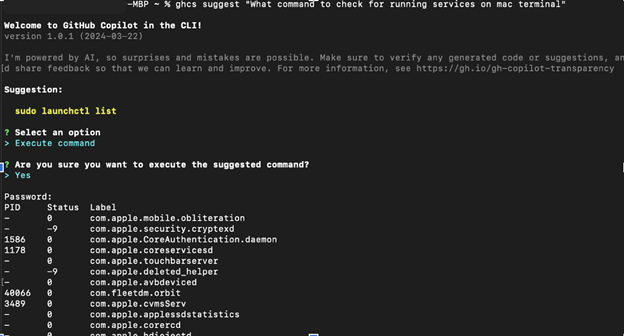 -MBP ~ % ghcs suggest "What command to check for running services on mac terminal"
Welcome to GitHub Copilot in the CLI!
version 1.0.1 (2024-03-22)
I'm powered by AI, so surprises and mistakes are possible. Make sure to verify any generated code or suggestions, an
d share feedback so that we can learn and improve. For more information, see https://gh.io/gh-copilot-transparency
Suggestion:
sudo launchctl list
? Select an option
> Execute command
? Are you sure you want to execute the suggested command?
> Yes
Password:
PID Status Label
- 0 com.apple.mobile.obliteration
- -9 com.apple.security.cryptexd
1586 0 com.apple.CoreAuthentication.daemon
1178 0 com.apple.coreservicesd
- 0 com.apple.touchbarserver
- -9 com.apple.deleted_helper
- 0 com.apple.avbdeviced
40066 0 com.fleetdm.orbit
3489 0 com.apple.cvmsServ
- 0 com.apple.applessdstatistics
- 0 com.apple.corercd